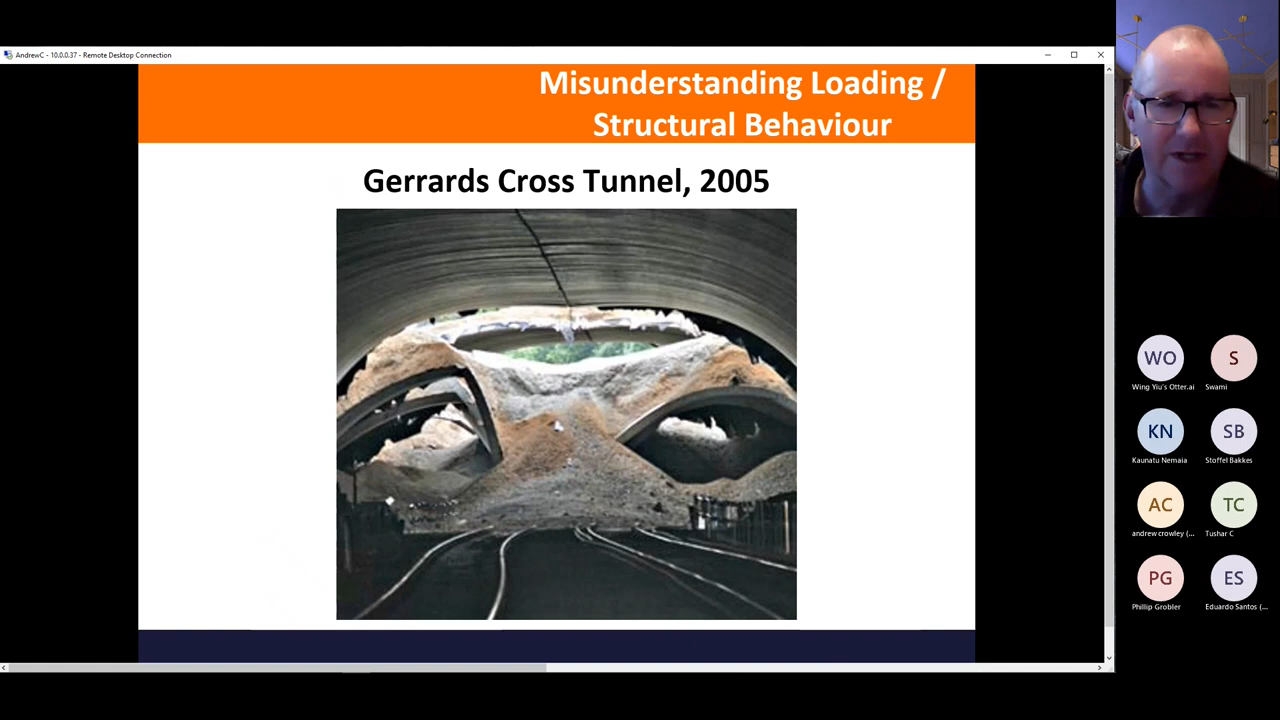 AndrewC - 10.0.0.37 - Remote Desktop Connection
Misunderstanding Loading /
Structural Behaviour
Gerrards Cross Tunnel, 2005
WO
S
Wing Yiu's Otter.ai
Swami
KN
SB
Kaunatu Nemaia
Stoffel Bakkes
AC
TC
andrew crowley (...
Tushar C
PG
ES
Phillip Grobler
Eduardo Santos (...